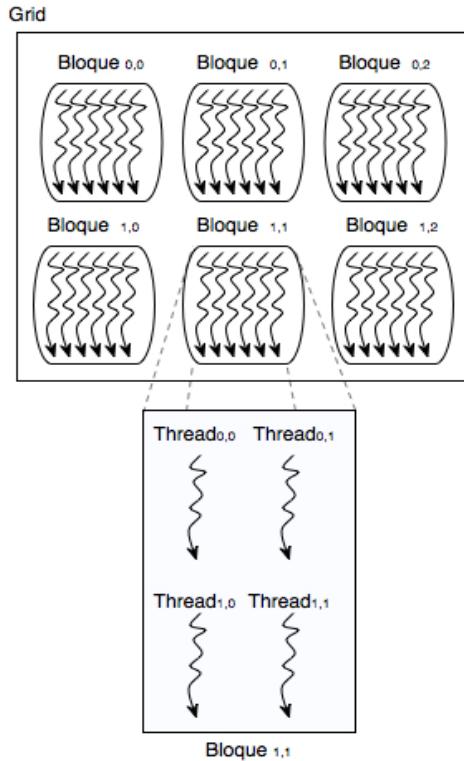 Grid
Bloque 0,0 Bloque 0,1 Bloque 0,2
Bloque 1,0 Bloque 1,1 Bloque 1,2
Thread0,0 Thread0,1
Thread1,0 Thread1,1
Bloque 1,1